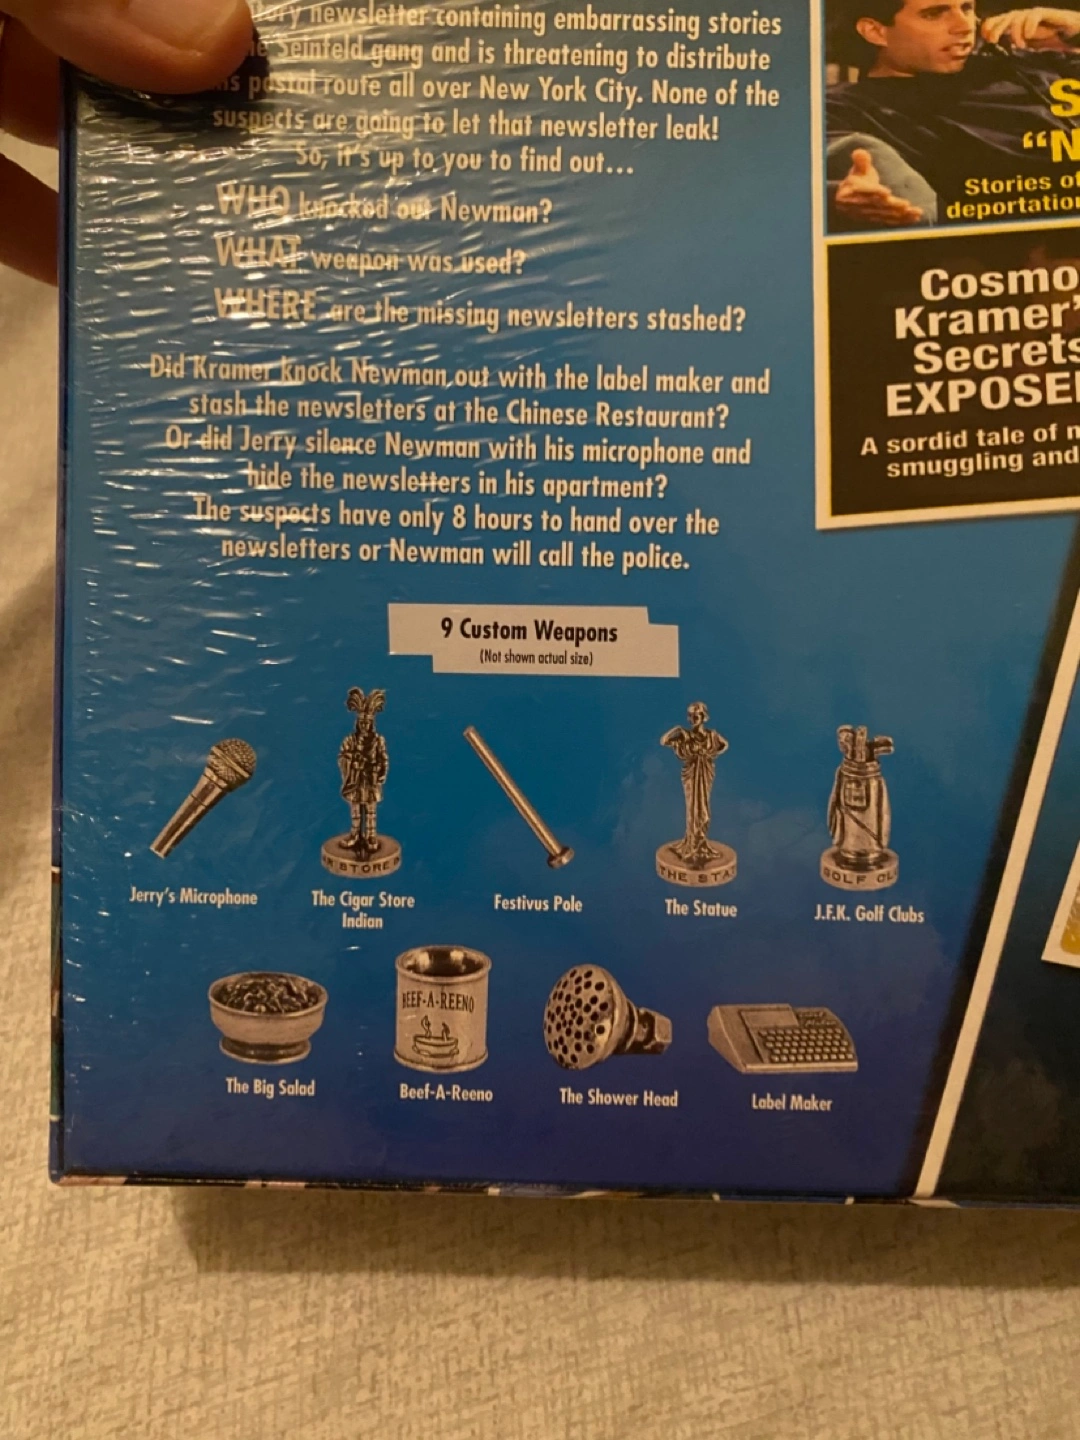 newsletter containing embarrassing stories
Seinfeld gang and is threatening to distribute
postal route all over New York City. None of the
suspects are going to let that newsletter leak!
So, it's up to you to find out...
WHO knocked out Newman?
WHAT weapon was used?
WHERE are the missing newsletters stashed?
Did Kramer knock Newman out with the label maker and
stash the newsletters at the Chinese Restaurant?
Or did Jerry silence Newman with his microphone and
hide the newsletters in his apartment?
The suspects have only 8 hours to hand over the
newsletters or Newman will call the police.
9 Custom Weapons
(Not shown actual size)
STORE
THE STA
GOLF CL
Jerry's Microphone
The Cigar Store
Indian
Festivus Pole
The Statue
J.F.K. Golf Clubs
BEEF-A-REENO
The Big Salad
Beef-A-Reeno
The Shower Head
Label Maker
S
"N
Stories of
deportation
Cosmo
Kramer'
Secrets
EXPOSE
A sordid tale of
smuggling and